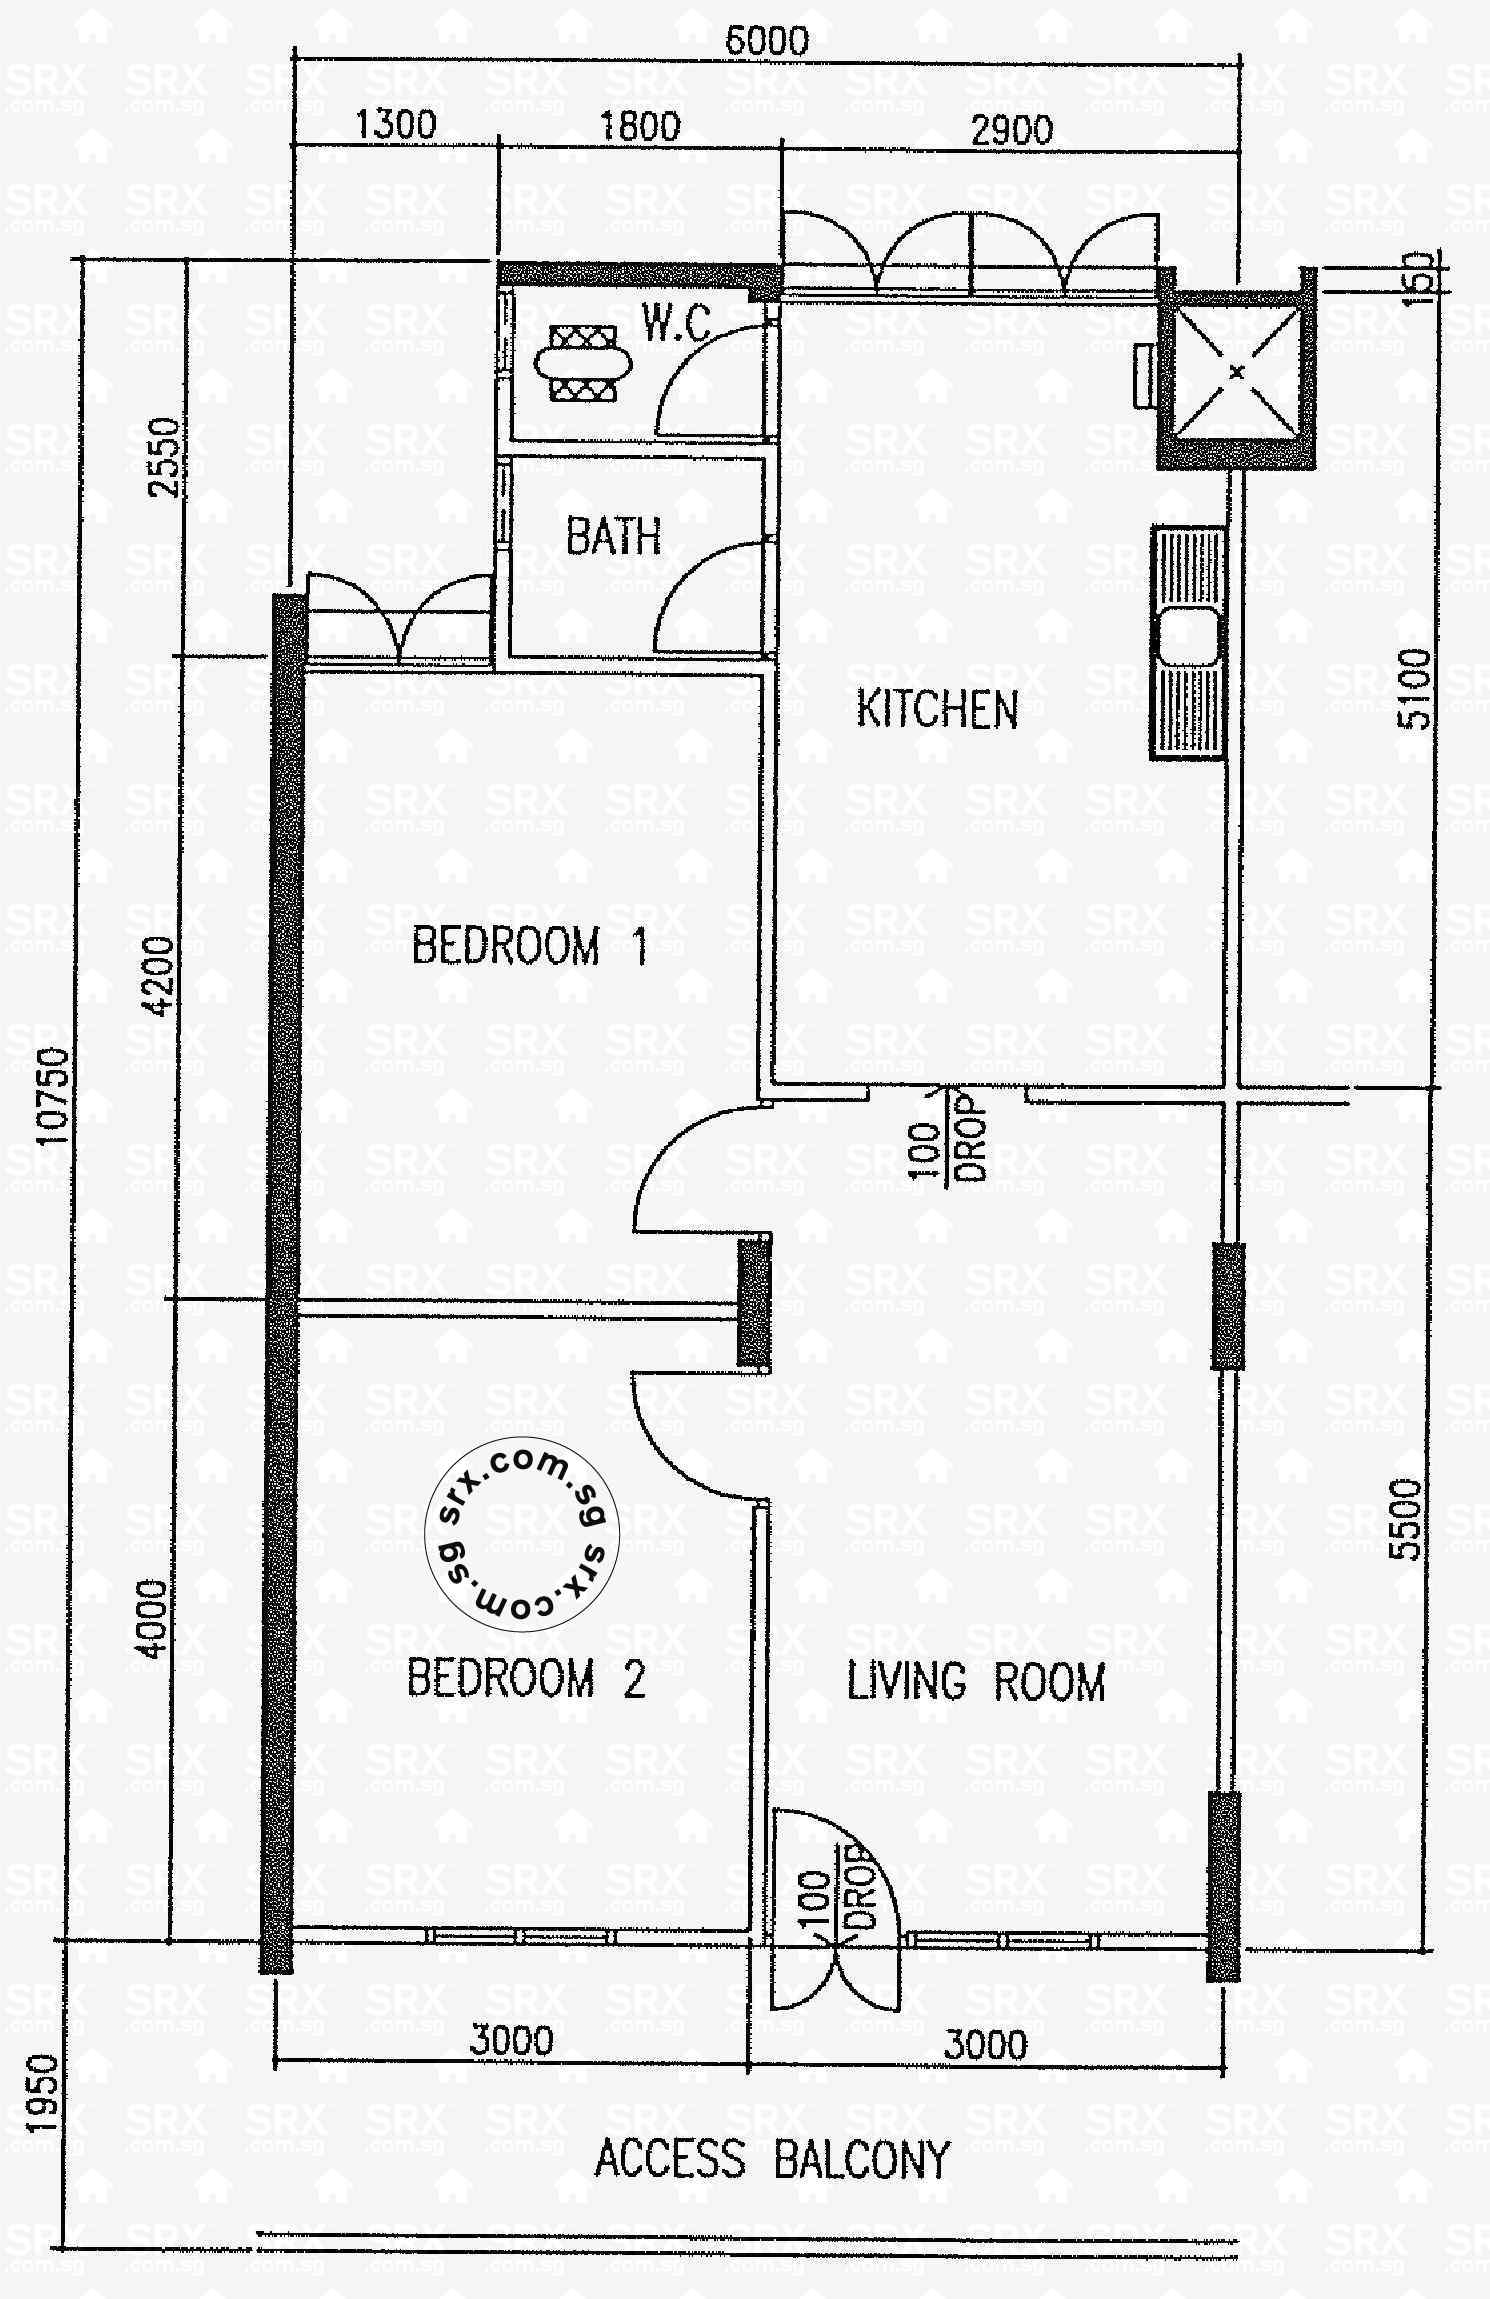 6000
1300
1800
2900
150
W.C
2550
BATH
KITCHEN
5100
BEDROOM 1
4200
10750
100
DROP
srx.com.sg srx.com.sg
5500
4000
BEDROOM 2
LIVING ROOM
100
DROP
3000
3000
1950
ACCESS BALCONY
SRX
.com.sg